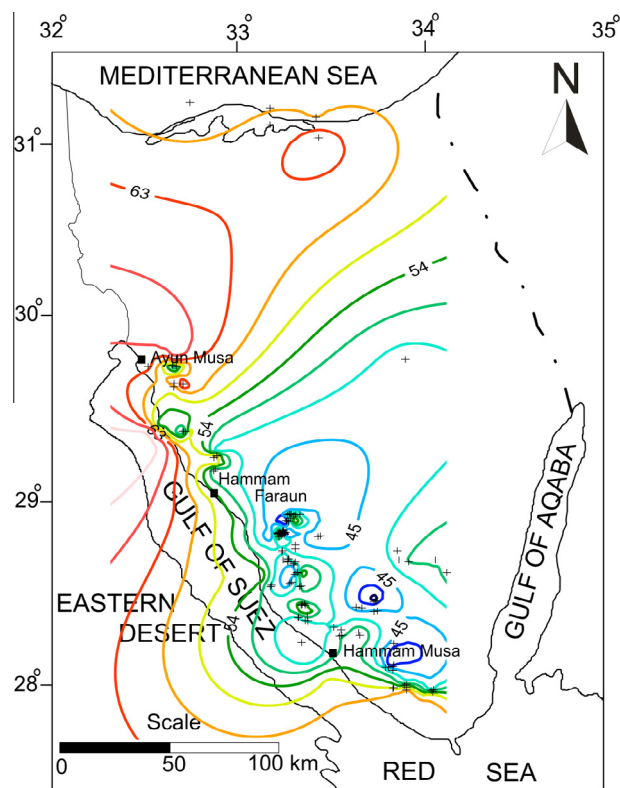 32° 33° 34° 35°
MEDITERRANEAN SEA
N
31°
63
54
30°
Ayun Musa
63
54
29°
Hammam
Faraun
45
GULF OF SUEZ
GULF OF AQABA
45
EASTERN
DESERT
54
45
Hammam Musa
28°
Scale
0 50 100 km
RED SEA